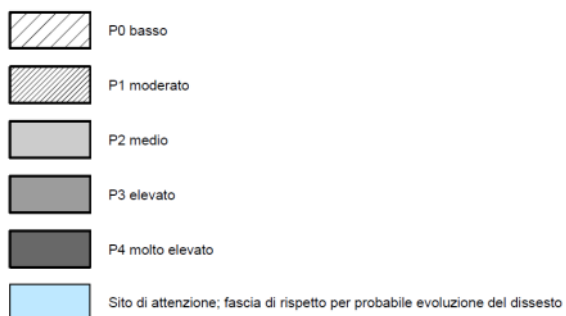 P0 basso
P1 moderato
P2 medio
P3 elevato
P4 molto elevato
Sito di attenzione; fascia di rispetto per probabile evoluzione del dissesto